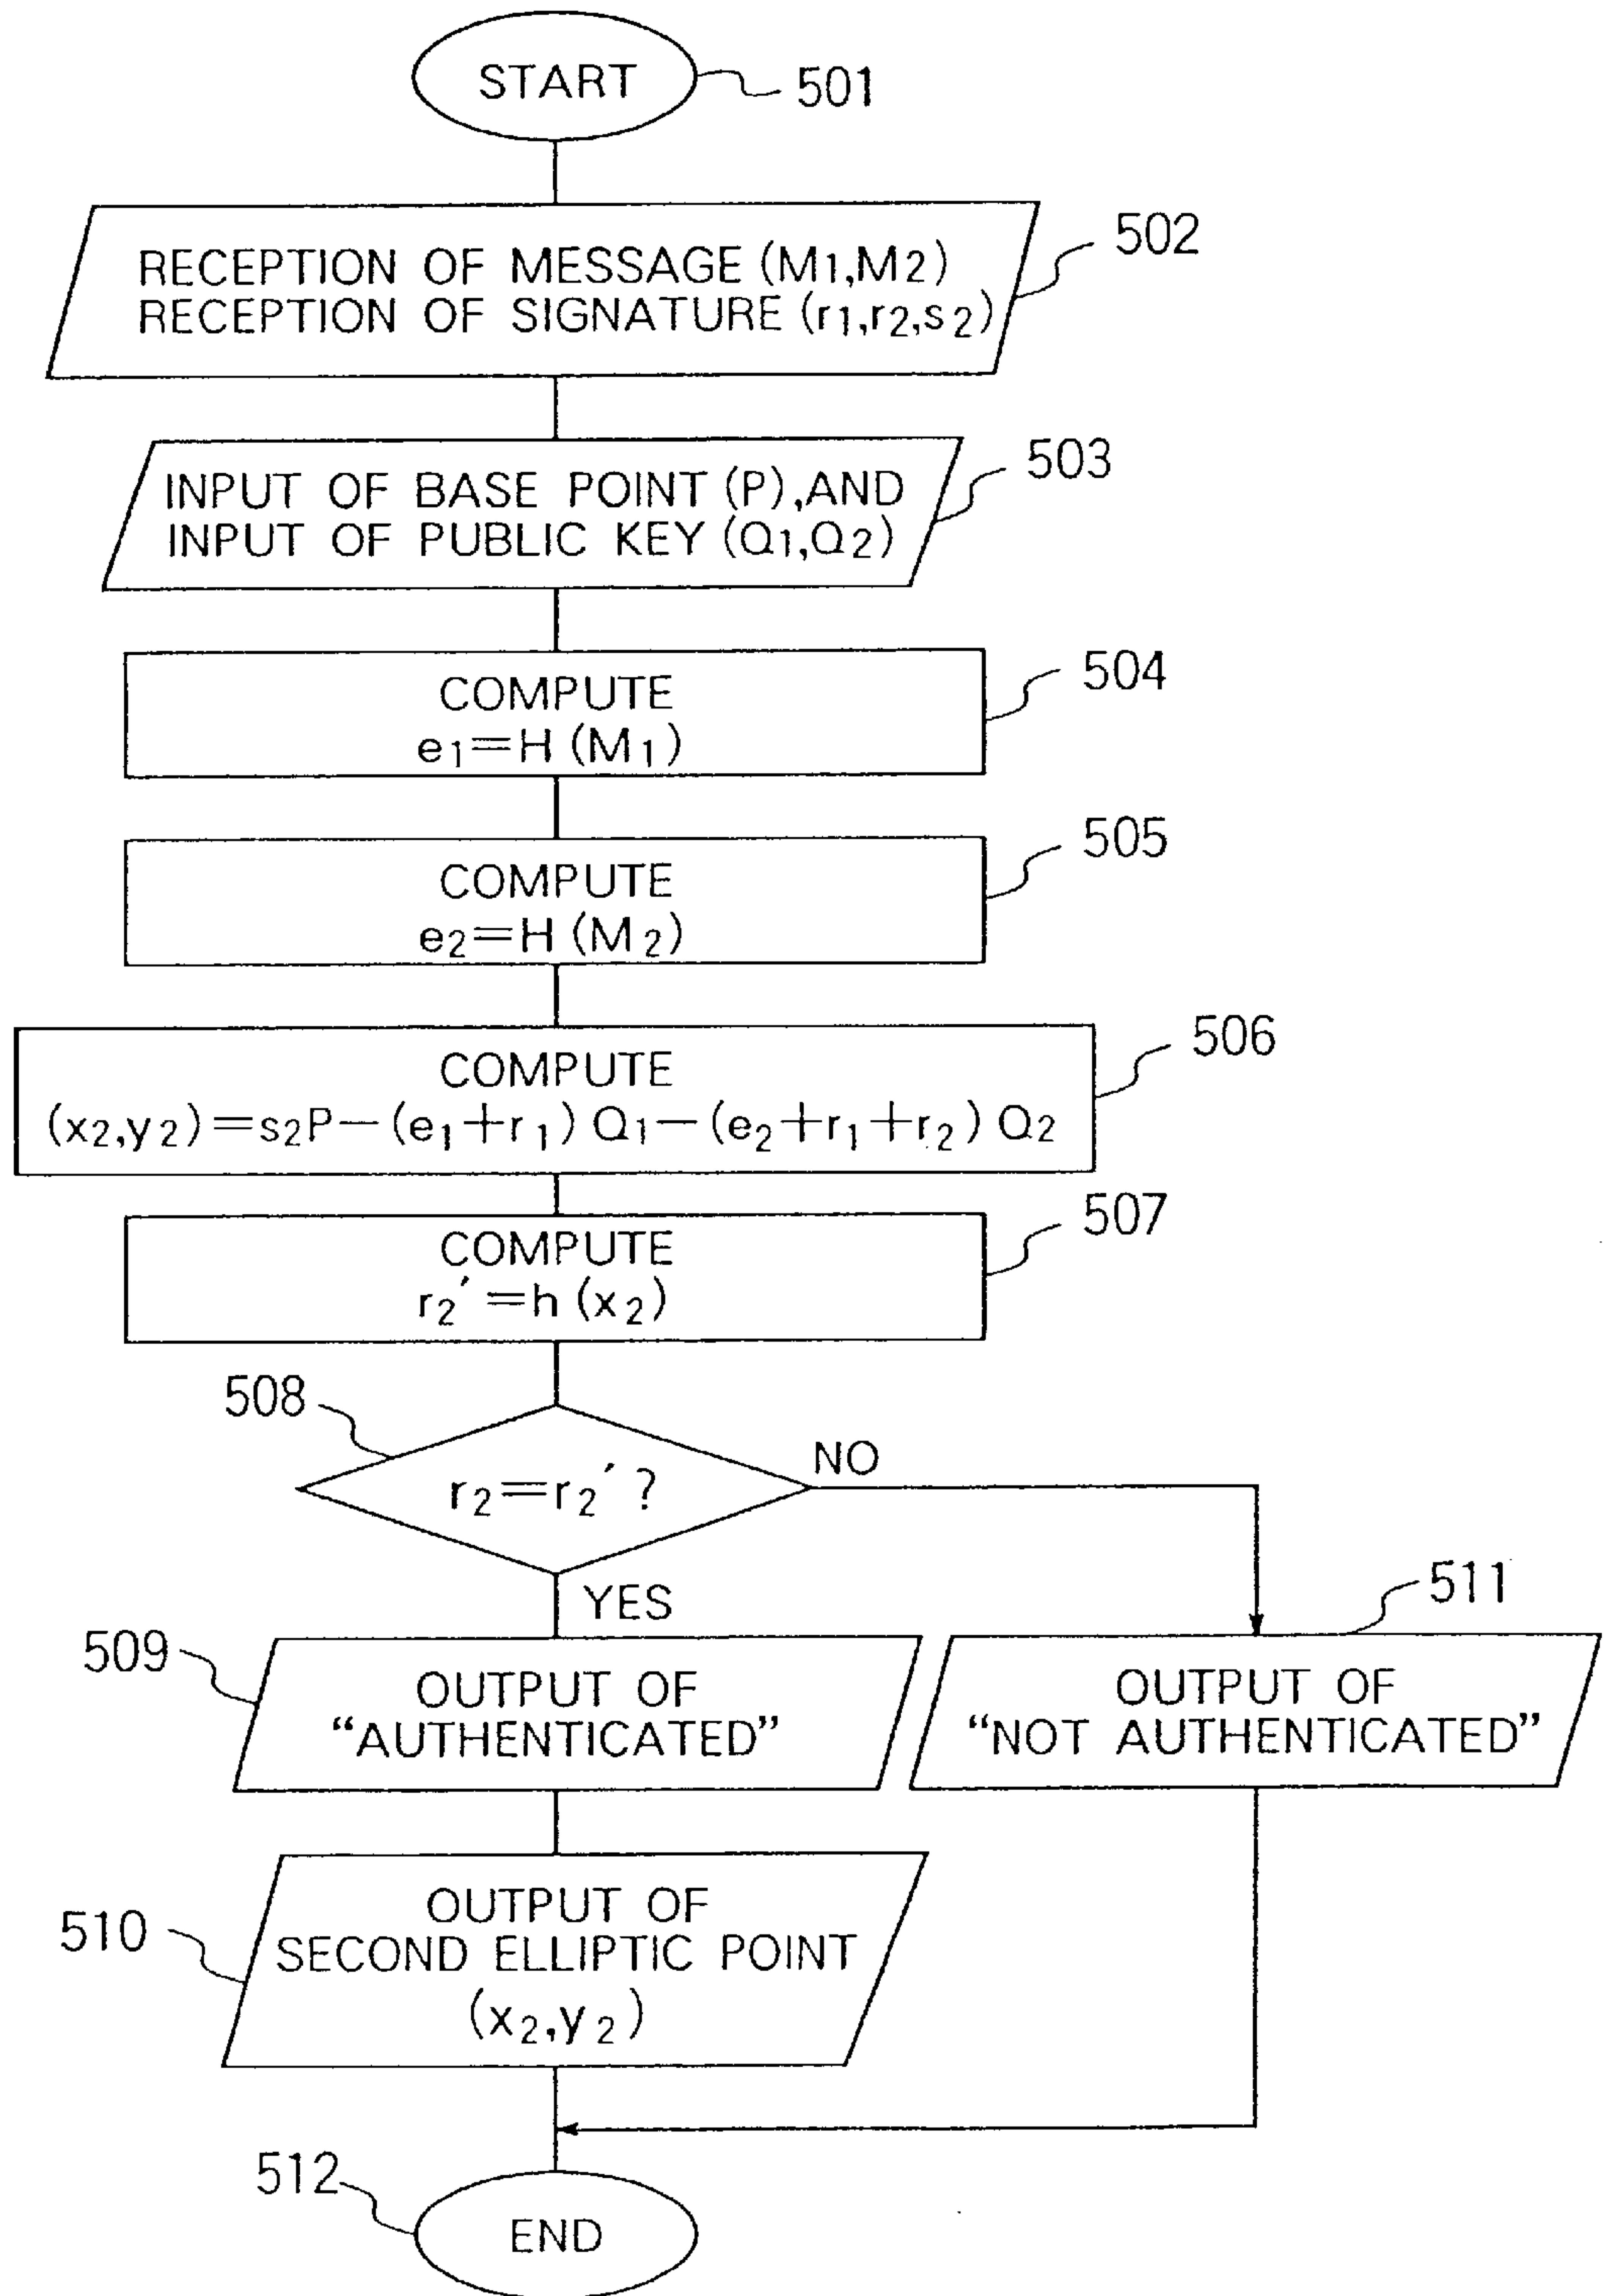 START
501
RECEPTION OF MESSAGE (M1,M2)
RECEPTION OF SIGNATURE (r1,r2,s2)
502
INPUT OF BASE POINT (P),AND
INPUT OF PUBLIC KEY (Q1,Q2)
503
COMPUTE
e1=H (M1)
504
COMPUTE
e2=H (M2)
505
COMPUTE
(x2,y2)=s2P-(e1+r1) Q1-(e2+r1+r2) Q2
506
COMPUTE
r2'=h (x2)
507
508
r2=r2' ?
NO
YES
509
OUTPUT OF
“AUTHENTICATED”
511
OUTPUT OF
“NOT AUTHENTICATED”
510
OUTPUT OF
SECOND ELLIPTIC POINT
(x2,y2)
512
END